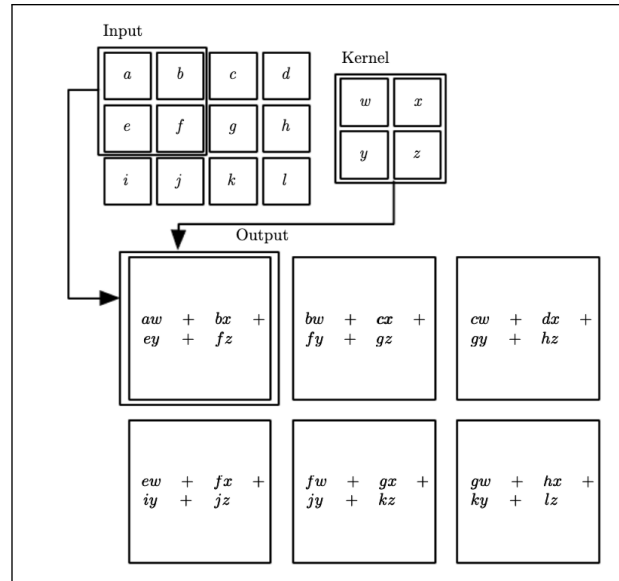 Input
Kernel
a b c d
e f g h
i j k l
w x
y z
Output
aw + bx +
ey + fz
bw + cx +
fy + gz
cw + dx +
gy + hz
ew + fx +
iy + jz
fw + gx +
jy + kz
gw + hx +
ky + lz